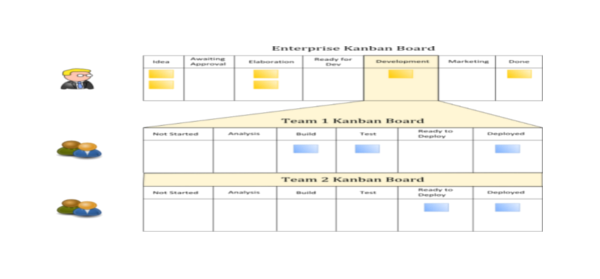 Enterprise Kanban Board
Idea Awaiting Approval Elaboration Ready for Dev Development Marketing Done
Team 1 Kanban Board
Not Started Analysis Build Test Ready to Deploy Deployed
Team 2 Kanban Board
Not Started Analysis Build Test Ready to Deploy Deployed